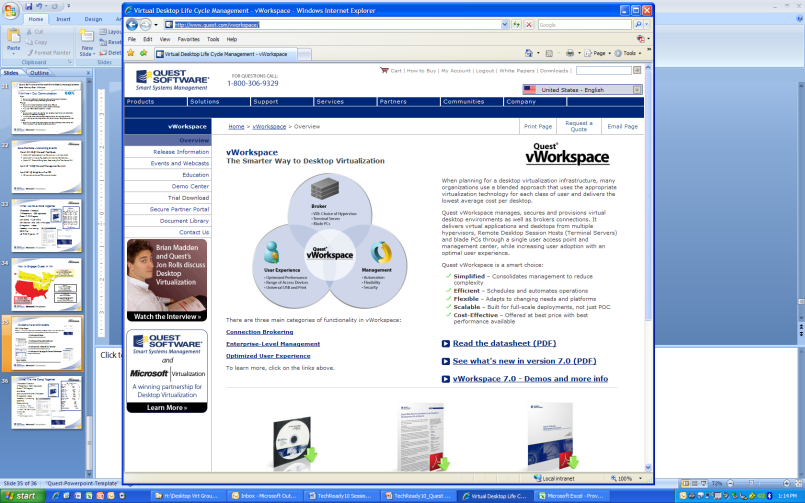 Virtual Desktop Life Cycle Management - vWorkspace - Windows Internet Explorer
http://www.quest.com/vworkspace/
Google
File Edit View Favorites Tools Help
Virtual Desktop Life Cycle Management - vWorkspace
Page Tools
Home Insert Design
Paste
Cut
Copy
Format Painter
Clipboard
New Slide
Slides
Slides Outline
QUEST SOFTWARE
Smart Systems Management
FOR QUESTIONS CALL:
1-800-306-9329
Cart | How to Buy | My Account | Logout | White Papers | Downloads |
United States - English
Products Solutions Support Services Partners Communities Company
vWorkspace
Overview
Release Information
Events and Webcasts
Education
Demo Center
Trial Download
Secure Partner Portal
Document Library
Contact Us
Home > vWorkspace > Overview
Print Page
Request a Quote
Email Page
vWorkspace
The Smarter Way to Desktop Virtualization
Broker
• VDI: Choice of Hypervisor
• Terminal Server
• Blade PCs
Quest vWorkspace
User Experience
• Optimized Performance
• Range of Access Devices
• Universal USB and Print
Management
• Automation
• Flexibility
• Security
There are three main categories of functionality in vWorkspace:
Connection Brokering
Enterprise-Level Management
Optimized User Experience
To learn more, click on the links above.
Quest
vWorkspace
When planning for a desktop virtualization infrastructure, many
organizations use a blended approach that uses the appropriate
virtualization technology for each class of user and delivers the
lowest average cost per desktop.
Quest vWorkspace manages, secures and provisions virtual
desktop environments as well as brokers connections. It
delivers virtual applications and desktops from multiple
hypervisors, Remote Desktop Session Hosts (Terminal Servers)
and blade PCs through a single user access point and
management center, while increasing user adoption with an
optimal user experience.
Quest vWorkspace is a smart choice:
Simplified – Consolidates management to reduce
complexity
Efficient – Schedules and automates operations
Flexible – Adapts to changing needs and platforms
Scalable – Built for full-scale deployments, not just POC
Cost-Effective – Offered at best price with best
performance available
Read the datasheet (PDF)
See what's new in version 7.0 (PDF)
vWorkspace 7.0 - Demos and more info
Brian Madden
and Quest's
Jon Rolls discuss
Desktop
Virtualization
Watch the Interview »
QUEST SOFTWARE
Smart Systems Management
and
Microsoft | Virtualization
A winning partnership for
Desktop Virtualization
Learn More »
Local intranet
100%
31
32
33
34
35
36
Slide 35 of 36 "Quest-Powerpoint-Template"
72%
start
H:\Desktop Virt Grou...
Inbox - Microsoft Out...
TechReady10 Sessio...
TechReady10_Quest ...
Virtual Desktop Life C...
Microsoft Excel - Prov...
1:14 PM